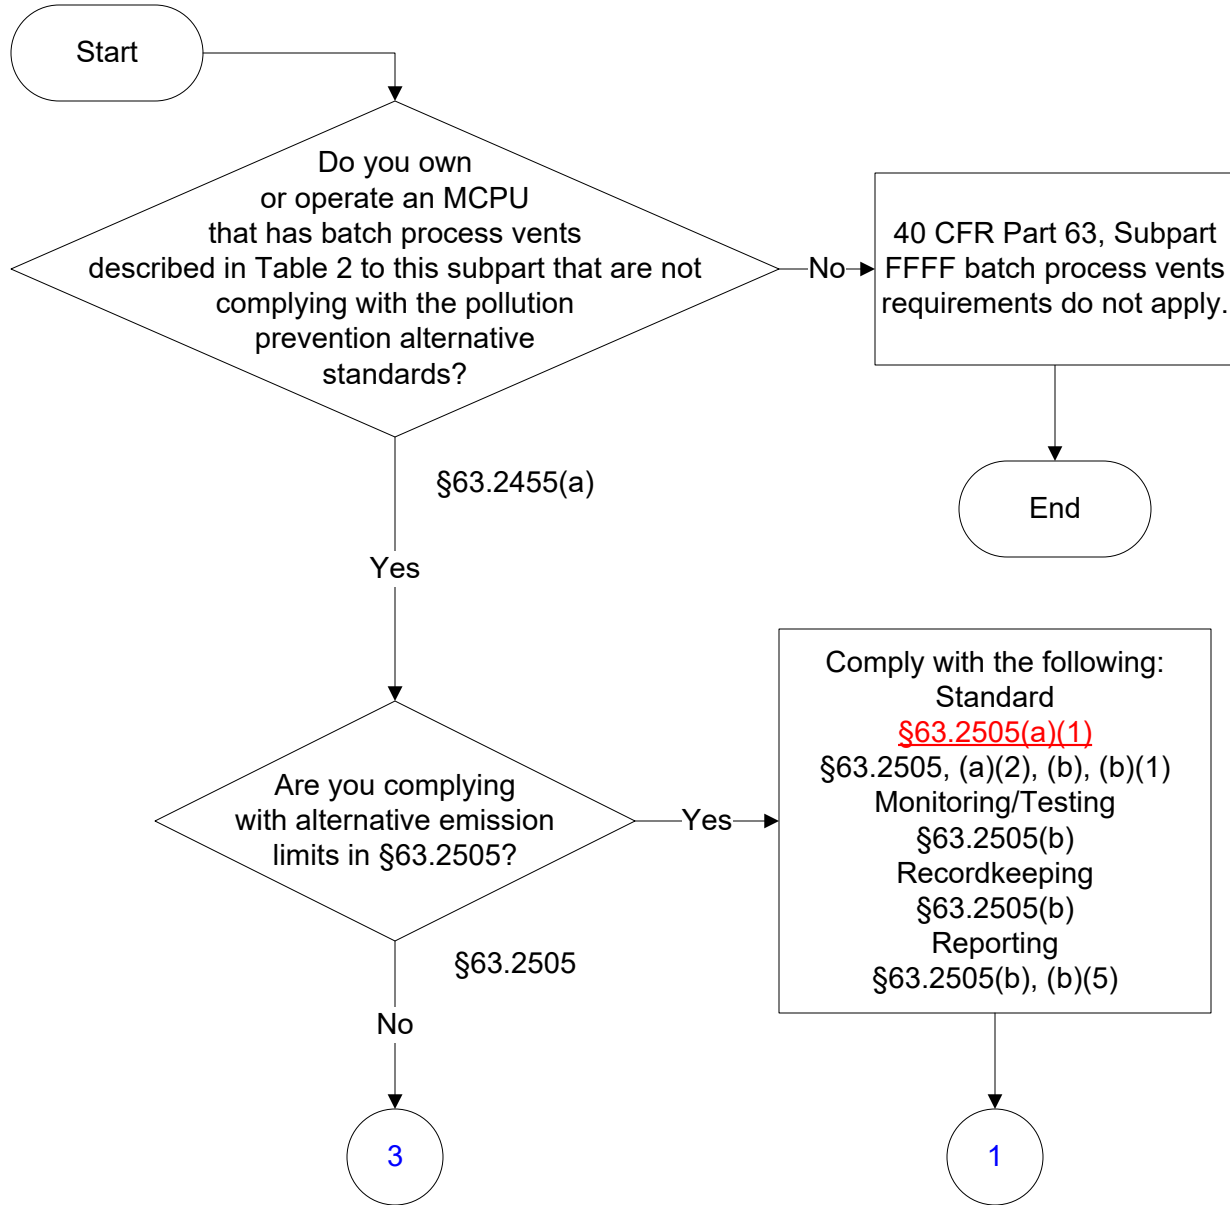 Start
Do you own
or operate an MCPU
that has batch process vents
described in Table 2 to this subpart that are not
complying with the pollution
prevention alternative
standards?
No
40 CFR Part 63, Subpart
FFFF batch process vents
requirements do not apply.
§63.2455(a)
End
Yes
Are you complying
with alternative emission
limits in §63.2505?
Yes
Comply with the following:
Standard
§63.2505(a)(1)
§63.2505, (a)(2), (b), (b)(1)
Monitoring/Testing
§63.2505(b)
Recordkeeping
§63.2505(b)
Reporting
§63.2505(b), (b)(5)
§63.2505
No
3
1